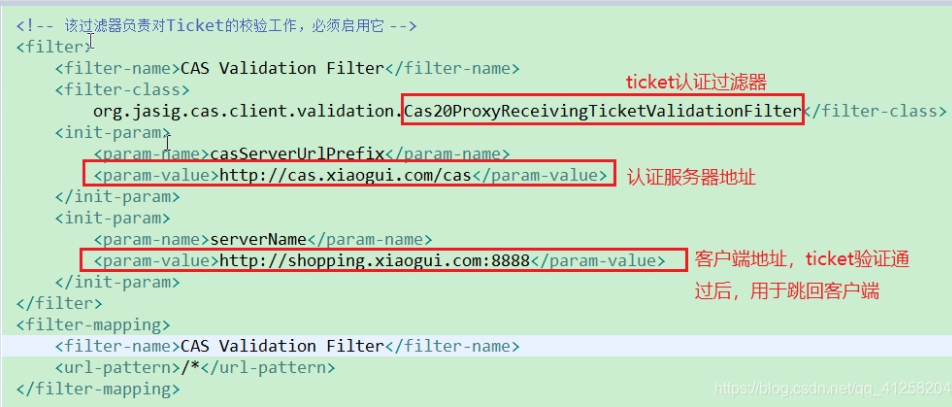 <!-- 该过滤器负责对Ticket的校验工作，必须启用它 -->
<filter>
<filter-name>CAS Validation Filter</filter-name>
<filter-class>
ticket认证过滤器
org.jasig.cas.client.validation.Cas20ProxyReceivingTicketValidationFilter</filter-class>
<init-param>
<param-name>casServerUrlPrefix</param-name>
<param-value>http://cas.xiaogui.com/cas</param-value>
认证服务器地址
</init-param>
<init-param>
<param-name>serverName</param-name>
<param-value>http://shopping.xiaogui.com:8888</param-value>
客户端地址，ticket验证通
过后，用于跳回客户端
</init-param>
</filter>
<filter-mapping>
<filter-name>CAS Validation Filter</filter-name>
<url-pattern>/*</url-pattern>
</filter-mapping>
https://blog.csdn.net/qq_41258204